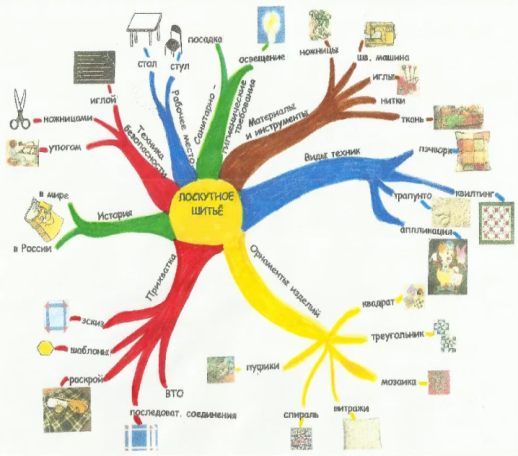 ЛОСКУТНОЕ
ШИТЬЁ
Санитарно -
гигиенические
требования
посадка
освещение
Материалы
и инструменты
ножницы
шв. машина
иглы
нитки
ткань
Виды техник
пэчворк
квилтинг
трапунто
аппликация
Орнаменты изделий
квадрат
треугольник
мозаика
витражи
спираль
пуфики
Прихватка
эскиз
шаблоны
раскрой
последоват. соединения
ВТО
История
в мире
в России
Техника
безопасности
иглой
ножницами
утюгом
Рабочее место
стол
стул